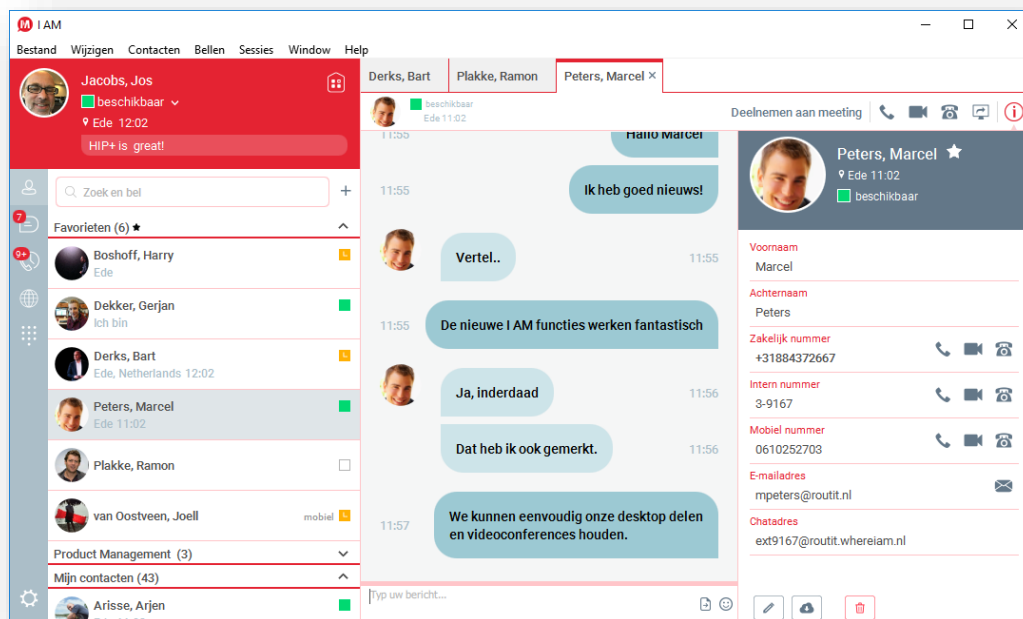 I AM
Bestand Wijzigen Contacten Bellen Sessies Window Help
Jacobs, Jos
beschikbaar
Ede 12:02
HIP+ is great!
Zoek en bel
7
9+
Favorieten (6)
Boshoff, Harry
Ede
Dekker, Gerjan
Ich bin
Derks, Bart
Ede, Netherlands 12:02
Peters, Marcel
Ede 11:02
Plakke, Ramon
van Oostveen, Joell
mobiel
Product Management (3)
Mijn contacten (43)
Arisse, Arjen
Derks, Bart Plakke, Ramon Peters, Marcel
beschikbaar
Ede 11:02
Deelnemen aan meeting
11:55 Hallo Marcel
11:55 Ik heb goed nieuws!
Vertel.. 11:55
11:55 De nieuwe I AM functies werken fantastisch
Ja, inderdaad 11:56
Dat heb ik ook gemerkt. 11:56
11:57 We kunnen eenvoudig onze desktop delen
en videoconferences houden.
Typ uw bericht...
Peters, Marcel
Ede 11:02
beschikbaar
Voornaam
Marcel
Achternaam
Peters
Zakelijk nummer
+31884372667
Intern nummer
3-9167
Mobiel nummer
0610252703
E-mailadres
mpeters@routit.nl
Chatadres
ext9167@routit.whereiam.nl